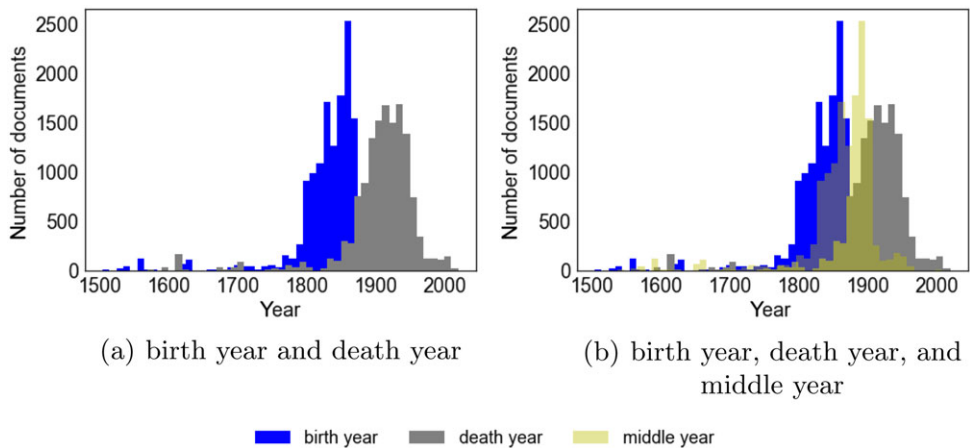 2500
2000
1500
1000
500
0
Number of documents
1500 1600 1700 1800 1900 2000
Year
(a) birth year and death year
2500
2000
1500
1000
500
0
Number of documents
1500 1600 1700 1800 1900 2000
Year
(b) birth year, death year, and
middle year
birth year death year middle year